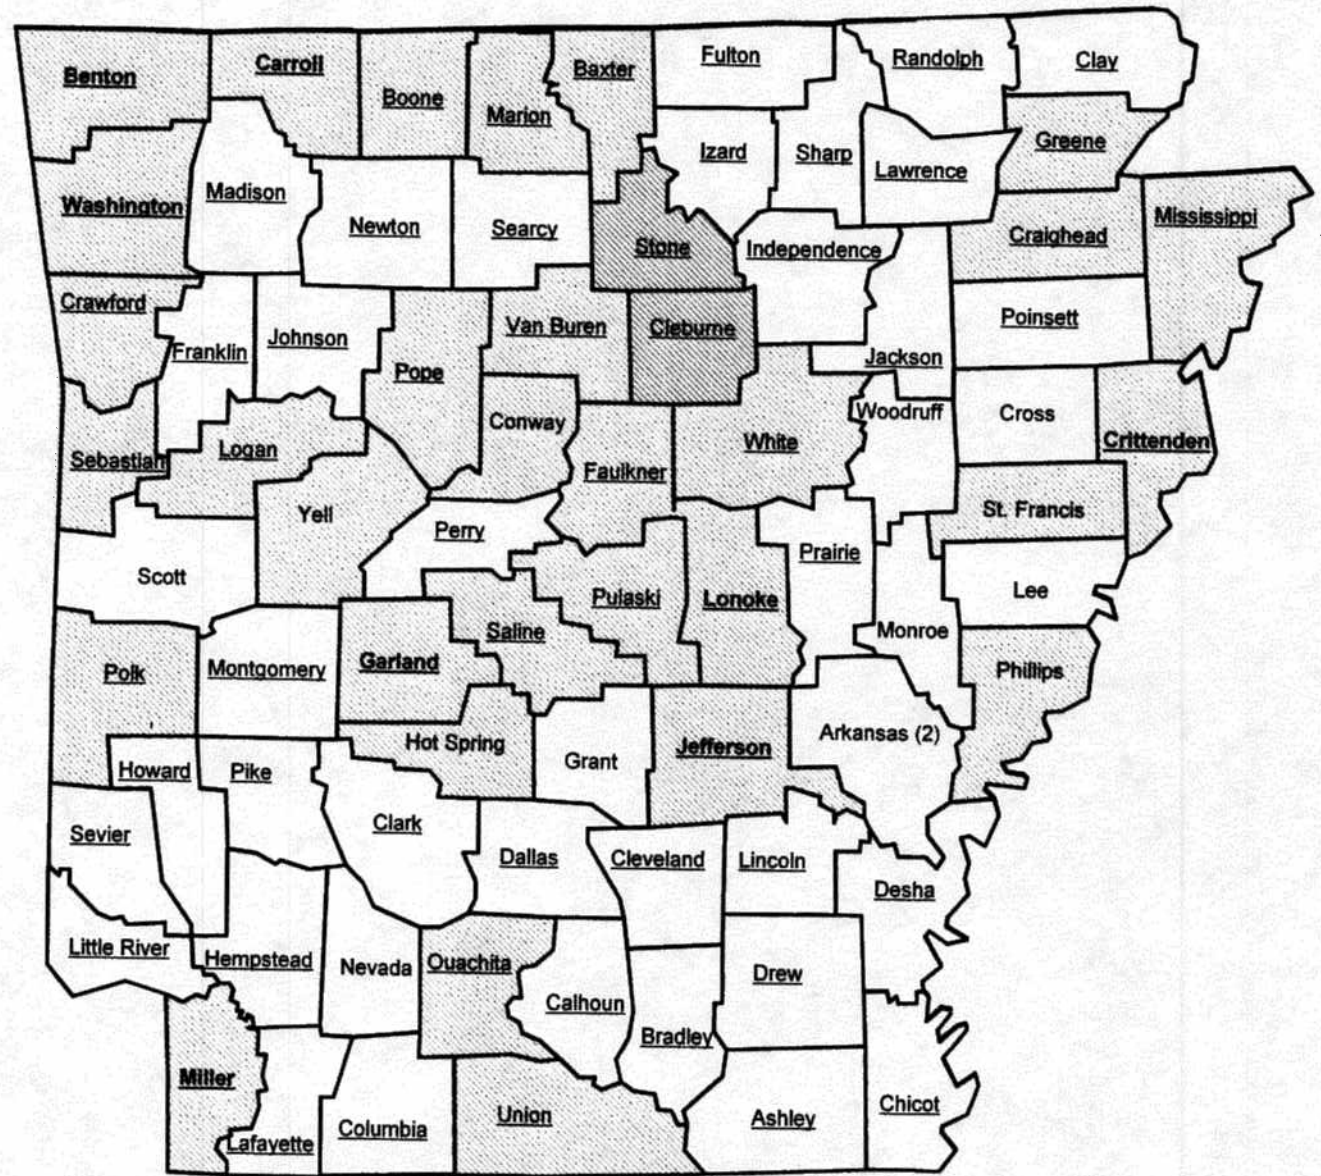 Fulton
Randolph
Clay
Benton
Carroll
Baxter
Boone
Marion
Greene
Izard
Sharp
Lawrence
Madison
Washington
Newton
Searcy
Stone
Independence
Craighead
Mississippi
Crawford
Franklin
Johnson
Van Buren
Cleburne
Poinsett
Jackson
Pope
Conway
Woodruff
Cross
Crittenden
Sebastian
Logan
Faulkner
White
Yell
Perry
St. Francis
Prairie
Scott
Pulaski
Lonoke
Lee
Saline
Monroe
Polk
Montgomery
Garland
Phillips
Hot Spring
Jefferson
Arkansas (2)
Howard
Pike
Grant
Sevier
Clark
Dallas
Cleveland
Lincoln
Desha
Little River
Hempstead
Nevada
Ouachita
Drew
Calhoun
Bradley
Miller
Union
Ashley
Chicot
Lafayette
Columbia